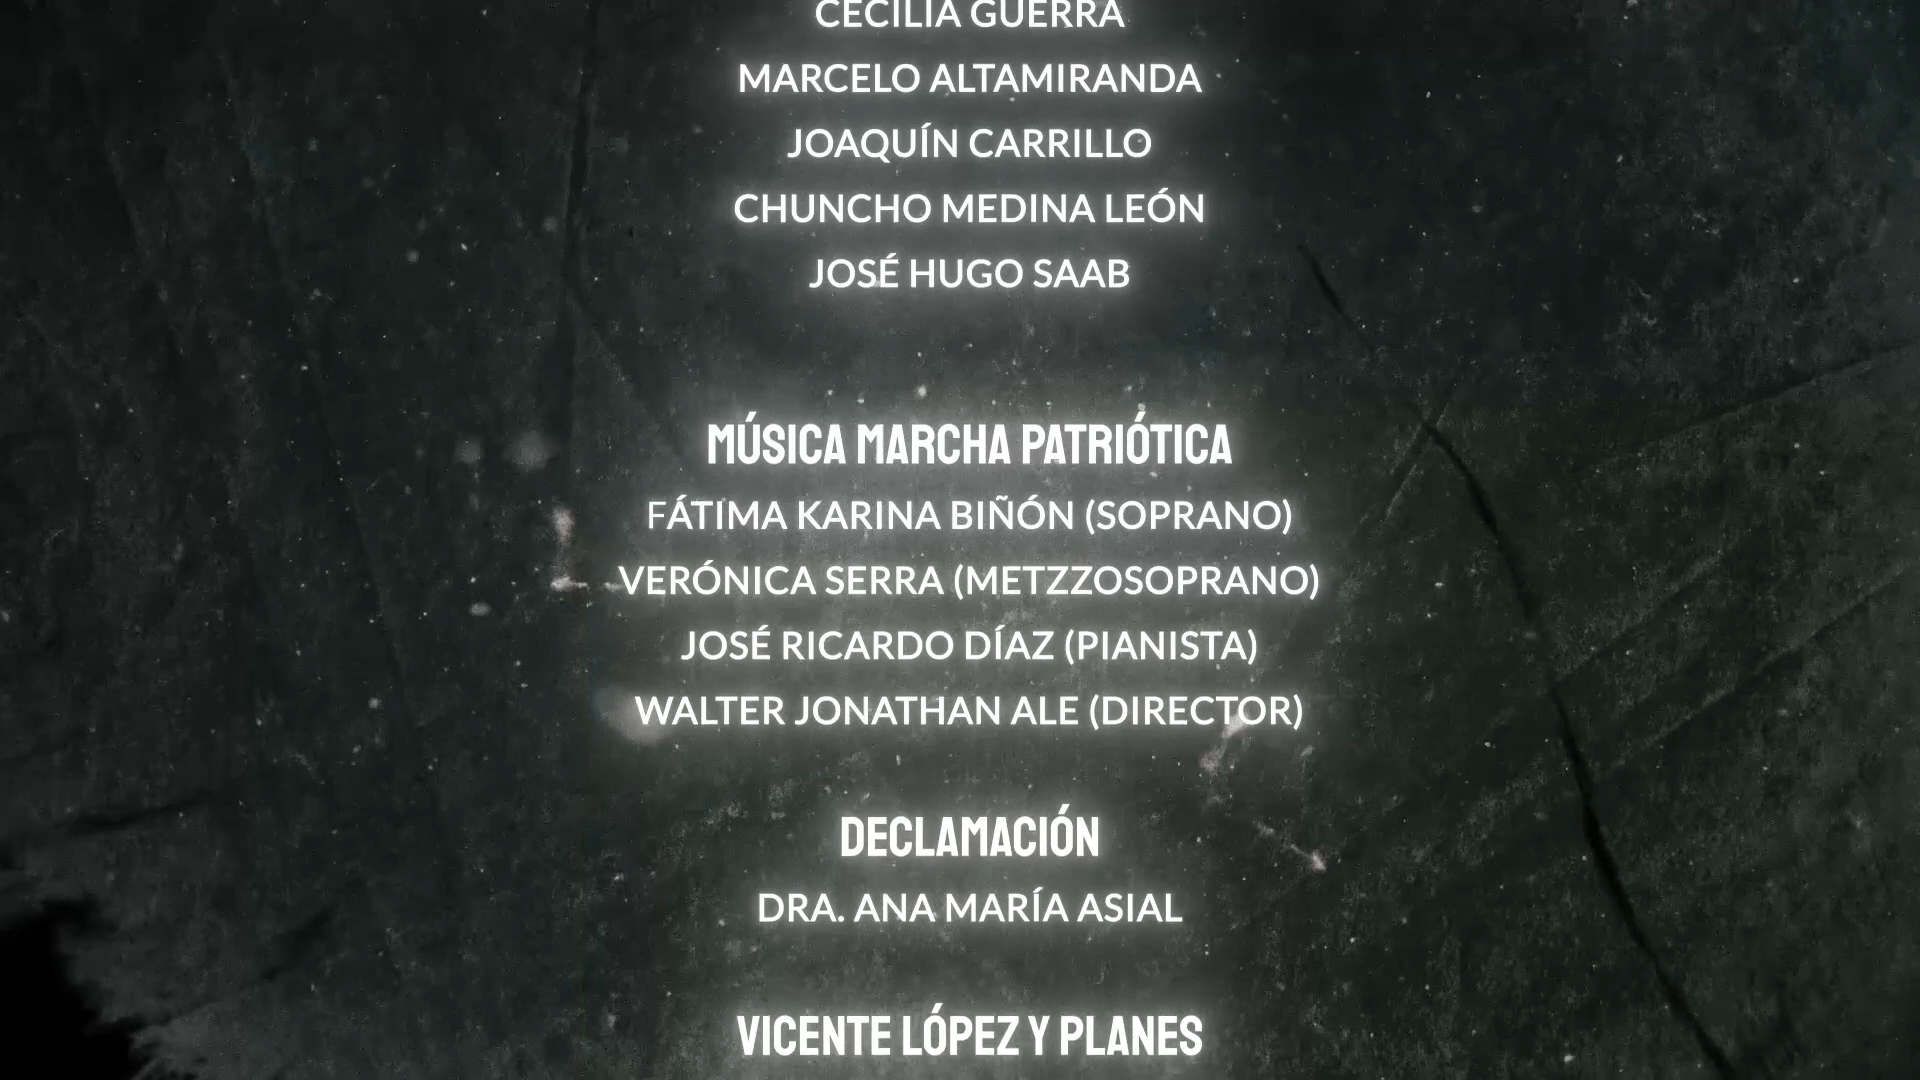 CECILIA GUERRA
MARCELO ALTAMIRANDA
JOAQUÍN CARRILLO
CHUNCHO MEDINA LEÓN
JOSÉ HUGO SAAB
MÚSICA MARCHA PATRIÓTICA
FÁTIMA KARINA BIÑÓN (SOPRANO)
VERÓNICA SERRA (METZZOSOPRANO)
JOSÉ RICARDO DÍAZ (PIANISTA)
WALTER JONATHAN ALE (DIRECTOR)
DECLAMACIÓN
DRA. ANA MARÍA ASIAL
VICENTE LÓPEZ Y PLANES